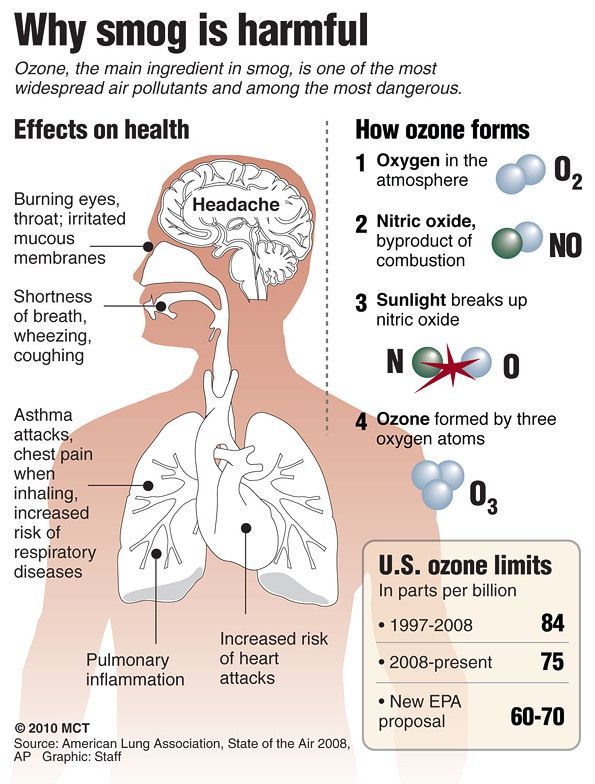 Why smog is harmful
Ozone, the main ingredient in smog, is one of the most
widespread air pollutants and among the most dangerous.
Effects on health
Headache
Burning eyes,
throat; irritated
mucous
membranes
Shortness
of breath,
wheezing,
coughing
Asthma
attacks,
chest pain
when
inhaling,
increased
risk of
respiratory
diseases
Pulmonary
inflammation
Increased risk
of heart
attacks
How ozone forms
1 Oxygen in the
atmosphere
O2
2 Nitric oxide,
byproduct of
combustion
NO
3 Sunlight breaks up
nitric oxide
N O
4 Ozone formed by three
oxygen atoms
O3
U.S. ozone limits
In parts per billion
• 1997-2008 84
• 2008-present 75
• New EPA
proposal 60-70
© 2010 MCT
Source: American Lung Association, State of the Air 2008,
AP Graphic: Staff